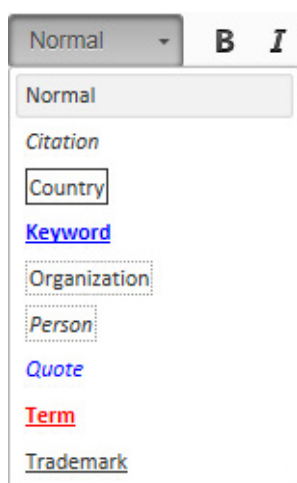 Normal B I
Normal
Citation
Country
Keyword
Organization
Person
Quote
Term
Trademark